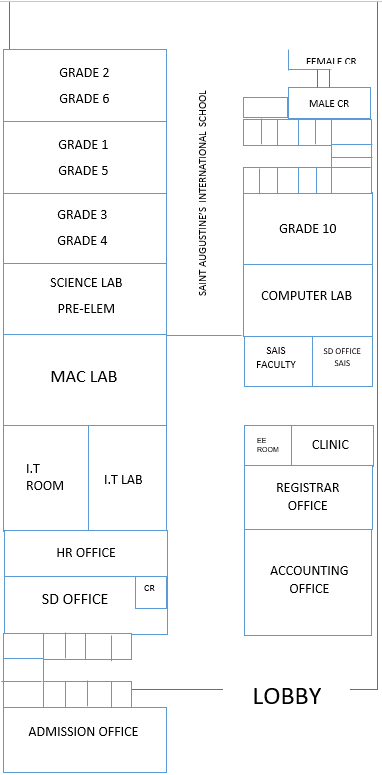 GRADE 2
GRADE 6
GRADE 1
GRADE 5
GRADE 3
GRADE 4
SCIENCE LAB
PRE-ELEM
MAC LAB
I.T
ROOM
I.T LAB
HR OFFICE
SD OFFICE
CR
ADMISSION OFFICE
SAINT AUGUSTINE'S INTERNATIONAL SCHOOL
FEMALE CR
MALE CR
GRADE 10
COMPUTER LAB
SAIS
FACULTY
SD OFFICE
SAIS
EE
ROOM
CLINIC
REGISTRAR
OFFICE
ACCOUNTING
OFFICE
LOBBY